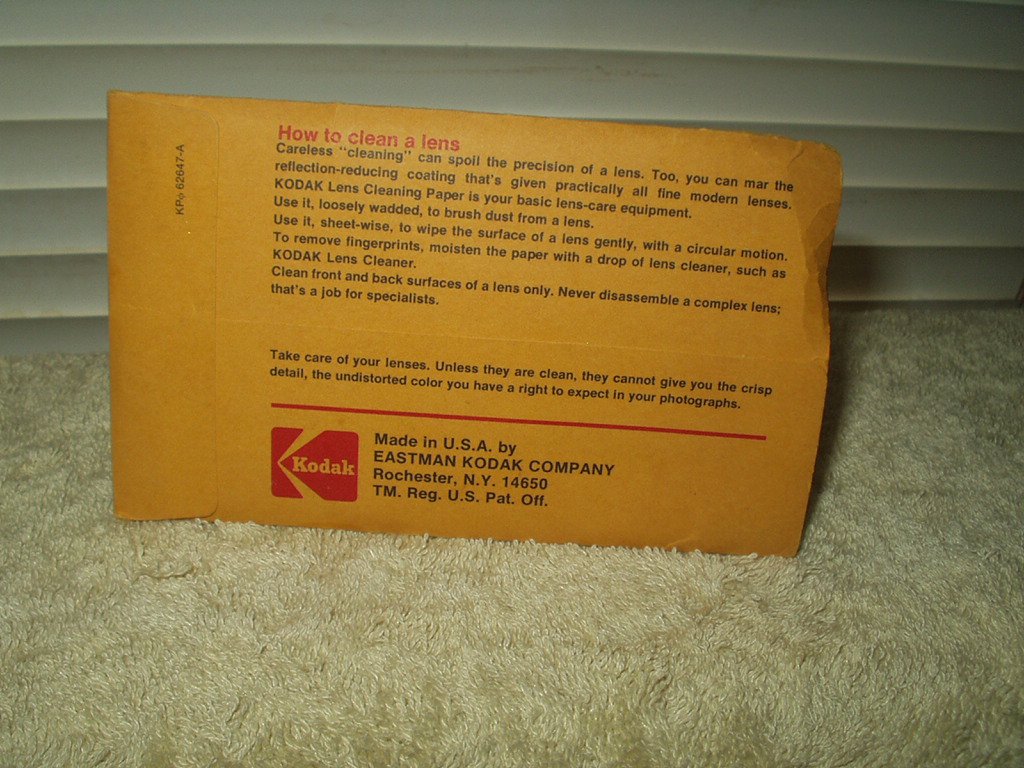 KP 62647-A
How to clean a lens
Careless "cleaning" can spoil the precision of a lens. Too, you can mar the
reflection-reducing coating that's given practically all fine modern lenses.
KODAK Lens Cleaning Paper is your basic lens-care equipment.
Use it, loosely wadded, to brush dust from a lens.
Use it, sheet-wise, to wipe the surface of a lens gently, with a circular motion.
To remove fingerprints, moisten the paper with a drop of lens cleaner, such as
KODAK Lens Cleaner.
Clean front and back surfaces of a lens only. Never disassemble a complex lens;
that's a job for specialists.
Take care of your lenses. Unless they are clean, they cannot give you the crisp
detail, the undistorted color you have a right to expect in your photographs.
Kodak
Made in U.S.A. by
EASTMAN KODAK COMPANY
Rochester, N.Y. 14650
TM. Reg. U.S. Pat. Off.